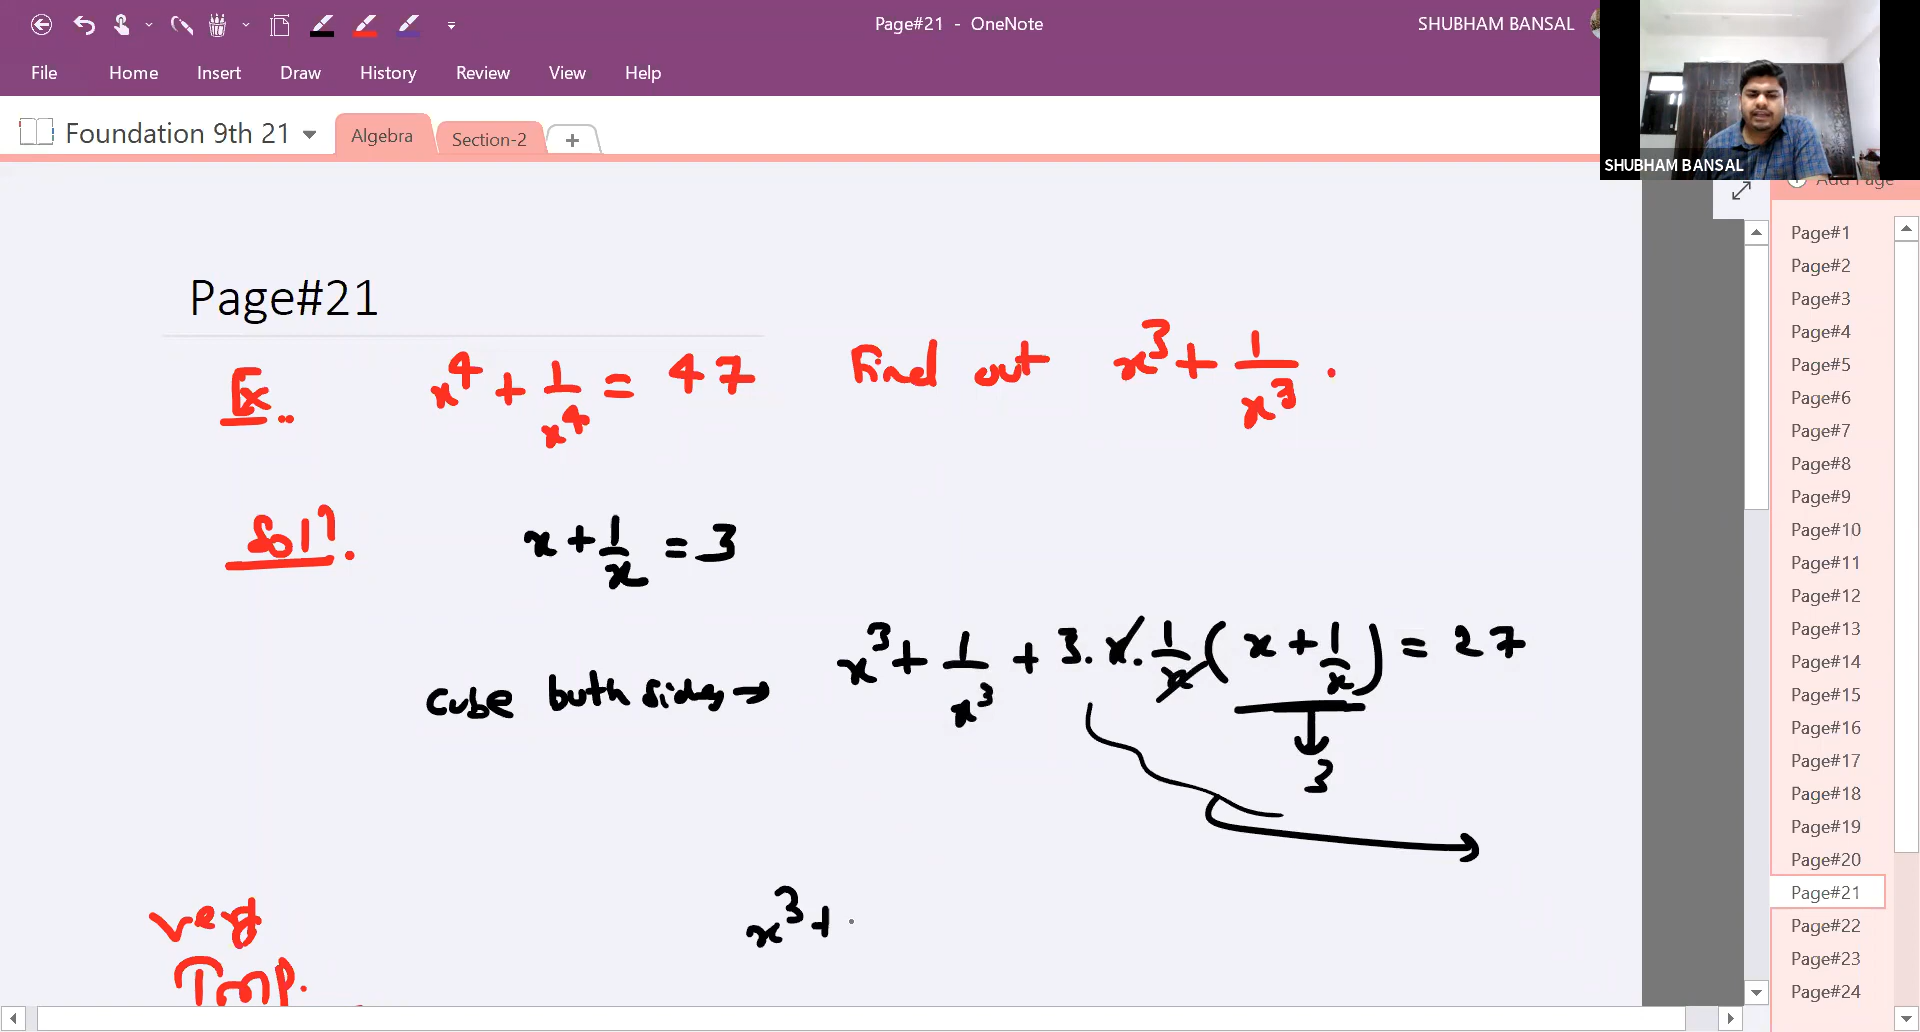 Page#21 - OneNote
SHUBHAM BANSAL
File Home Insert Draw History Review View Help
SHUBHAM BANSAL
Foundation 9th 21
Algebra
Section-2
+
Add Page
Page#1
Page#2
Page#3
Page#4
Page#5
Page#6
Page#7
Page#8
Page#9
Page#10
Page#11
Page#12
Page#13
Page#14
Page#15
Page#16
Page#17
Page#18
Page#19
Page#20
Page#21
Page#22
Page#23
Page#24
Page#21
Ex.. x⁴ + 1/x⁴ = 47 Find out x³ + 1/x³ .
Solⁿ. x + 1/x = 3
cube both sides → x³ + 1/x³ + 3.x.1/x (x + 1/x) = 27
3
x³ +
very
Imp.